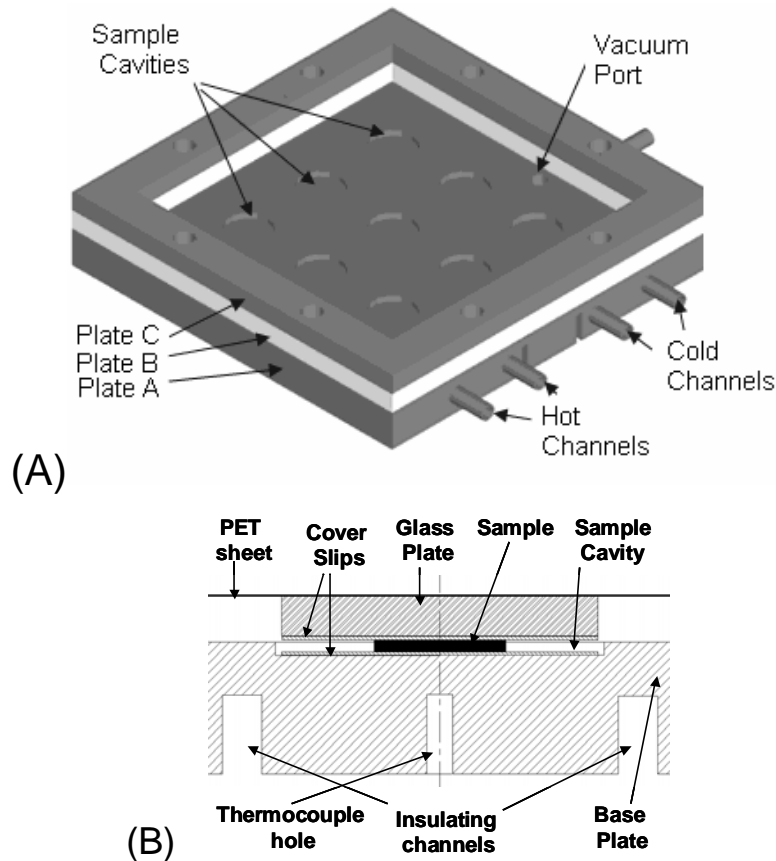 Sample
Cavities
Vacuum
Port
Plate C
Plate B
Plate A
Cold
Channels
Hot
Channels
(A)
PET
sheet
Cover
Slips
Glass
Plate
Sample
Sample
Cavity
Thermocouple
hole
Insulating
channels
Base
Plate
(B)